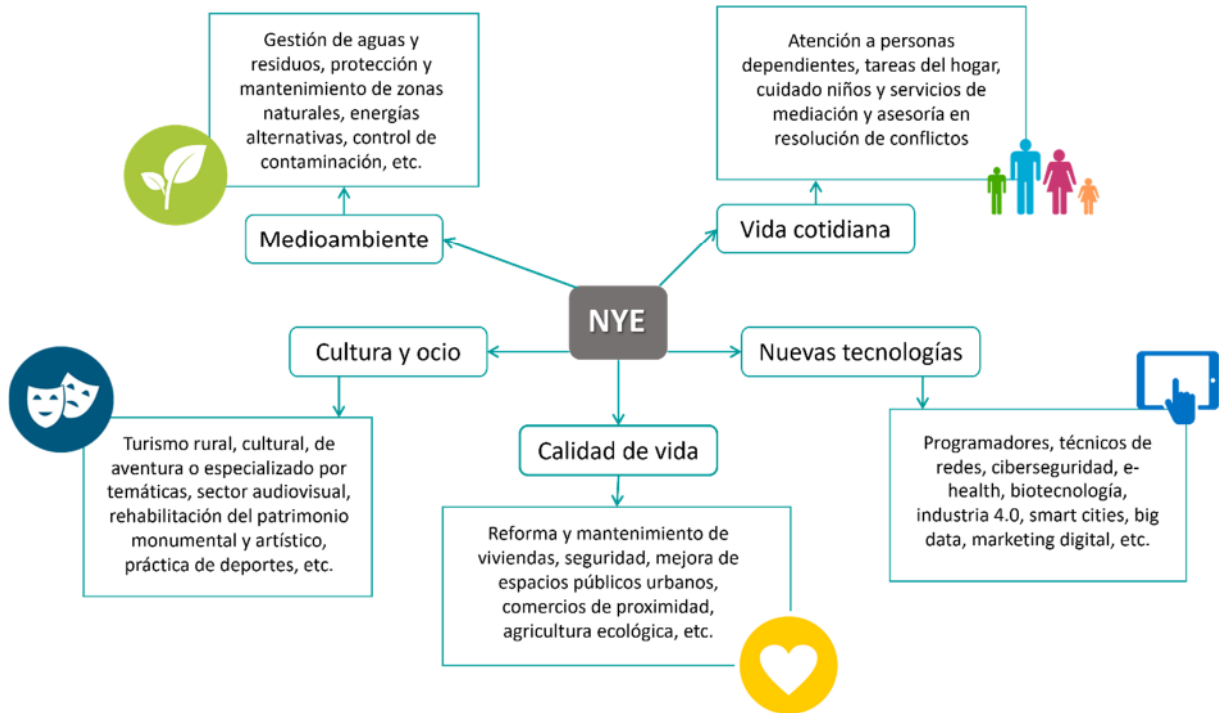 Gestión de aguas y
residuos, protección y
mantenimiento de zonas
naturales, energías
alternativas, control de
contaminación, etc.
Atención a personas
dependientes, tareas del hogar,
cuidado niños y servicios de
mediación y asesoría en
resolución de conflictos
Medioambiente
Vida cotidiana
NYE
Cultura y ocio
Nuevas tecnologías
Calidad de vida
Turismo rural, cultural, de
aventura o especializado por
temáticas, sector audiovisual,
rehabilitación del patrimonio
monumental y artístico,
práctica de deportes, etc.
Reforma y mantenimiento de
viviendas, seguridad, mejora de
espacios públicos urbanos,
comercios de proximidad,
agricultura ecológica, etc.
Programadores, técnicos de
redes, ciberseguridad, e-
health, biotecnología,
industria 4.0, smart cities, big
data, marketing digital, etc.